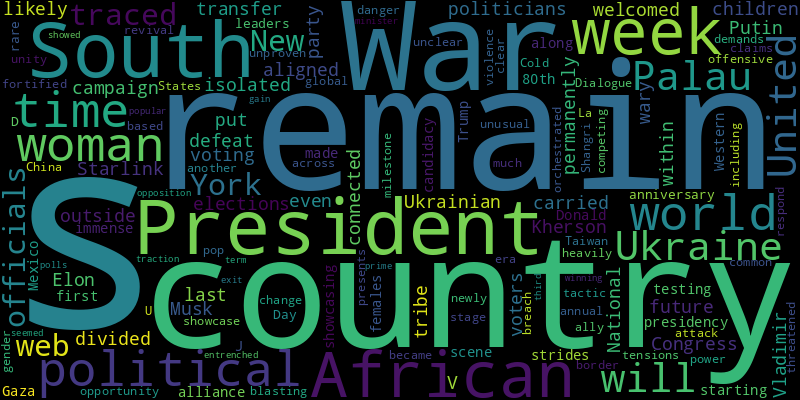 likely traced transfer politicians danger welcomed children
minister leaders rare revival
South New party War unclear along week Putin
showed demands claims
unity unproven global violence clear Cold 80th States offensive
fortified campaign isolated aligned Palau United
D time put remain Dialogue La
popular Trump unusual permanently wary Western
woman based defeat made candidacy orchestrated Shangri competing within including
China Starlink voting across much
another milestone
officials York even connected Ukrainian carried anniversary
outside elections Donald world respond
immense opposition Kherson
S President Taiwan Ukraine
Mexico polls traction pop term era heavily common
Elon exit presents prime country winning
first last change females newly third testing
U Musk Day showcasing tribe voters tactic National future
showcase stage breach annual presidency
gender seemed web divided J scene ally attack Congress Vladimir
entrenched became strides tensions power threatened
political African V border will
Gaza opportunity alliance blasting gain starting